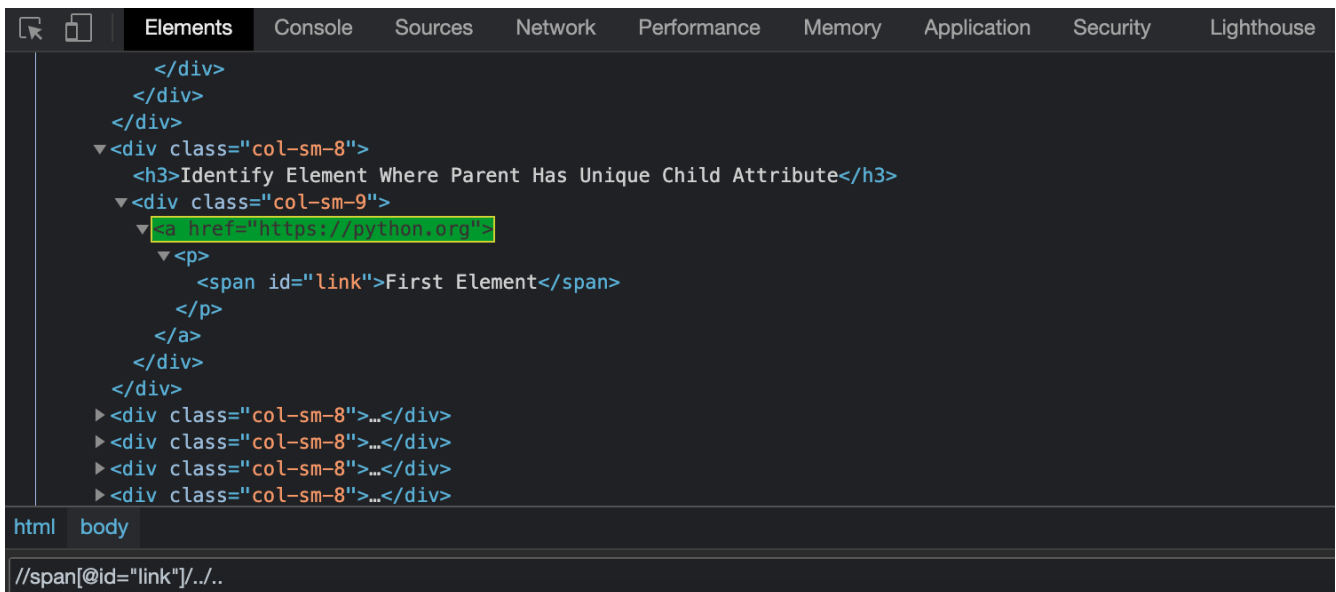 Elements Console Sources Network Performance Memory Application Security Lighthouse
</div>
</div>
</div>
<div class="col-sm-8">
<h3>Identify Element Where Parent Has Unique Child Attribute</h3>
<div class="col-sm-9">
<a href="https://python.org">
<p>
<span id="link">First Element</span>
</p>
</a>
</div>
</div>
<div class="col-sm-8">…</div>
<div class="col-sm-8">…</div>
<div class="col-sm-8">…</div>
<div class="col-sm-8">…</div>
html body
//span[@id="link"]/../..